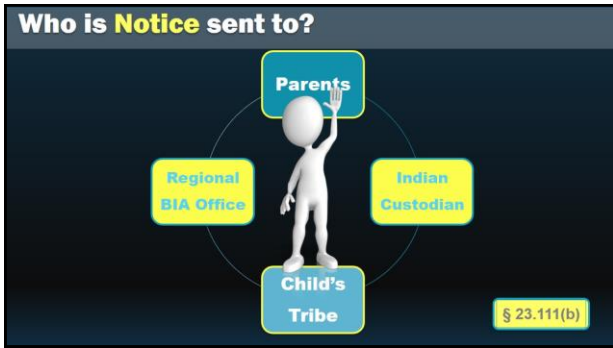 Who is Notice sent to?
Parents
Regional
BIA Office
Indian
Custodian
Child's
Tribe
§ 23.111(b)